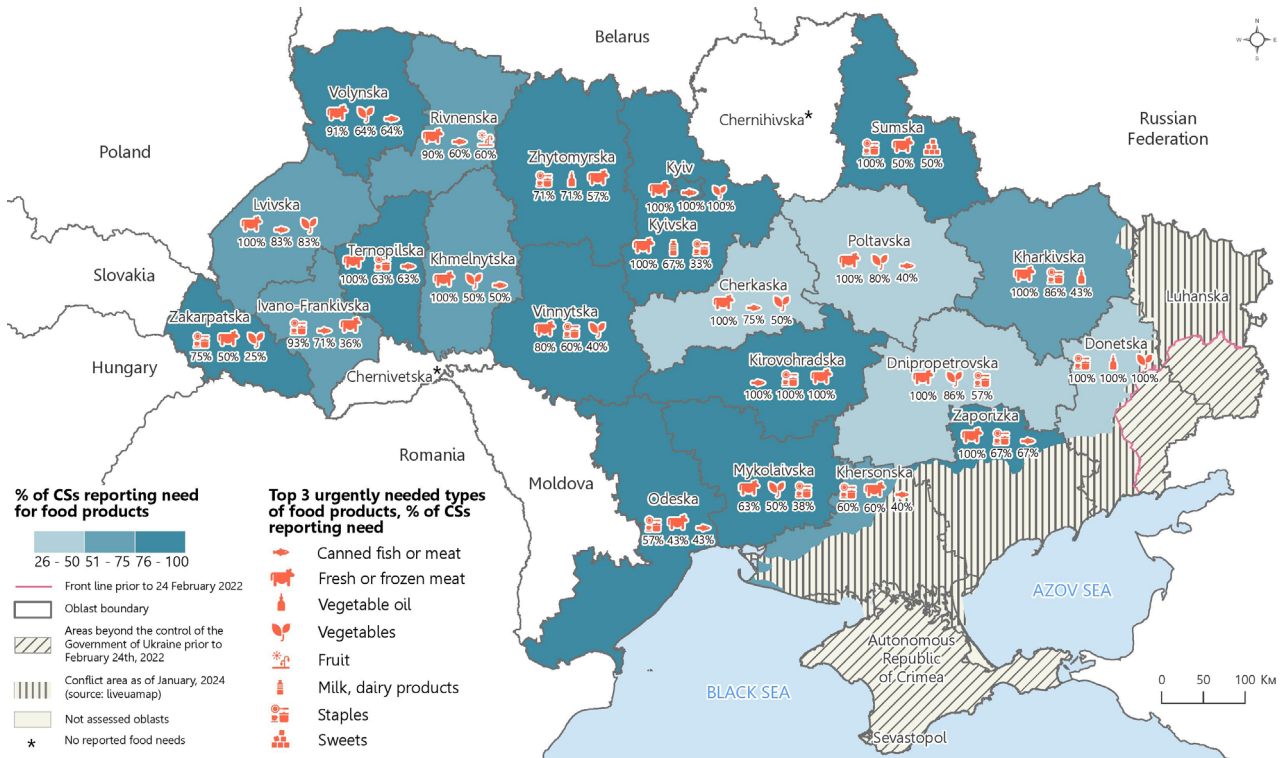 Belarus
N
W E
S
Russian
Federation
Poland
Slovakia
Hungary
Romania
Moldova
Volynska
91% 64% 64%
Rivnenska
90% 60% 60%
Zhytomyrska
71% 71% 57%
Kyiv
100% 100% 100%
Kyivska
100% 67% 33%
Chernihivska*
Sumska
100% 50% 50%
Lvivska
100% 83% 83%
Ternopilska
100% 63% 63%
Khmelnytska
100% 50% 50%
Poltavska
100% 80% 40%
Kharkivska
100% 86% 43%
Luhanska
Cherkaska
100% 75% 50%
Zakarpatska
75% 50% 25%
Ivano-Frankivska
93% 71% 36%
Chernivetska*
Vinnytska
80% 60% 40%
Kirovohradska
100% 100% 100%
Dnipropetrovska
100% 86% 57%
Donetska
100% 100% 100%
Zaporizka
100% 67% 67%
Odeska
57% 43% 43%
Mykolaivska
63% 50% 38%
Khersonska
60% 60% 40%
AZOV SEA
BLACK SEA
Autonomous
Republic
of Crimea
Sevastopol
0 50 100 Км
% of CSs reporting need
for food products
26 - 50 51 - 75 76 - 100
Front line prior to 24 February 2022
Oblast boundary
Areas beyond the control of the
Government of Ukraine prior to
February 24th, 2022
Conflict area as of January, 2024
(source: liveuamap)
Not assessed oblasts
* No reported food needs
Top 3 urgently needed types
of food products, % of CSs
reporting need
Canned fish or meat
Fresh or frozen meat
Vegetable oil
Vegetables
Fruit
Milk, dairy products
Staples
Sweets